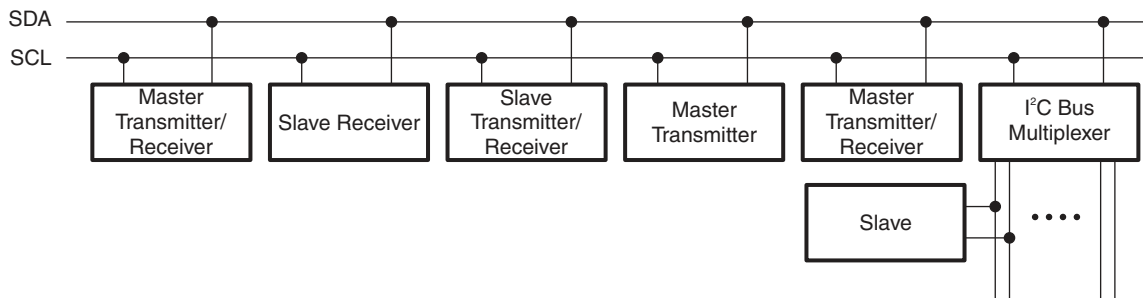 SDA
SCL
Master
Transmitter/
Receiver
Slave Receiver
Slave
Transmitter/
Receiver
Master
Transmitter
Master
Transmitter/
Receiver
I²C Bus
Multiplexer
Slave